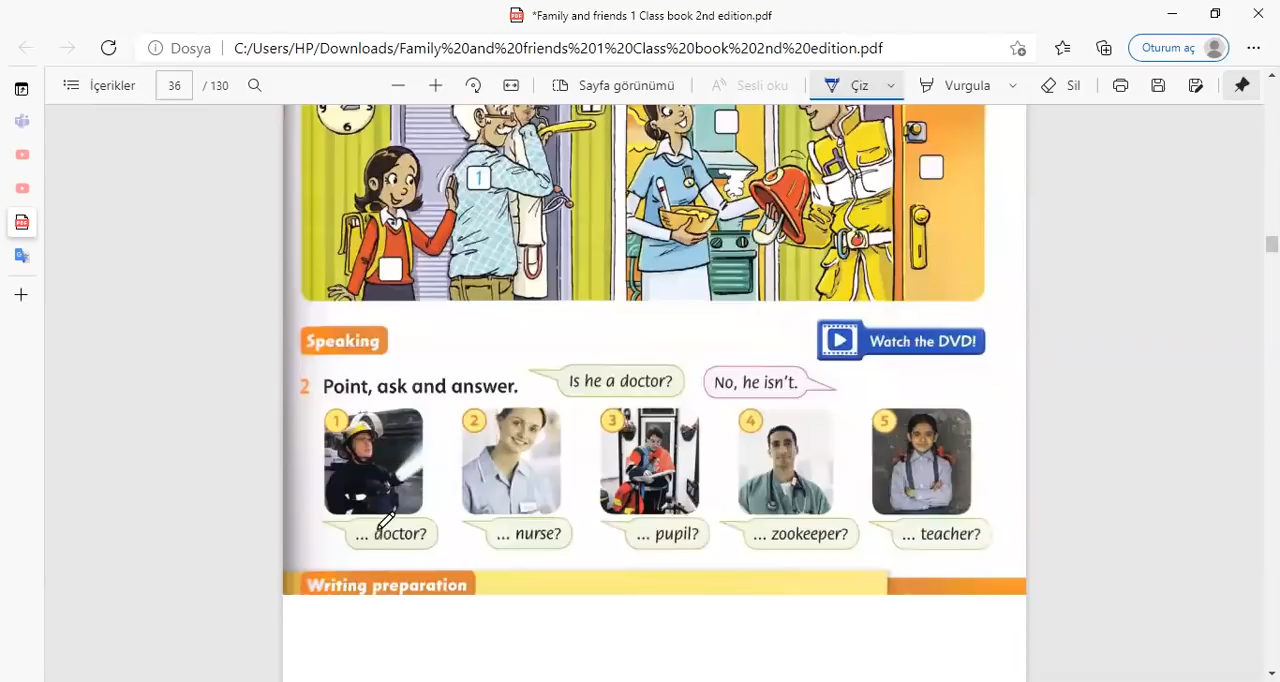 *Family and friends 1 Class book 2nd edition.pdf
Dosya C:/Users/HP/Downloads/Family%20and%20friends%201%20Class%20book%202nd%20edition.pdf Oturum aç
İçerikler 36 / 130 Sayfa görünümü Sesli oku Çiz Vurgula Sil
9 3
6
1
Speaking
Watch the DVD!
2 Point, ask and answer. Is he a doctor? No, he isn't.
1 2 3 4 5
... doctor? ... nurse? ... pupil? ... zookeeper? ... teacher?
Writing preparation